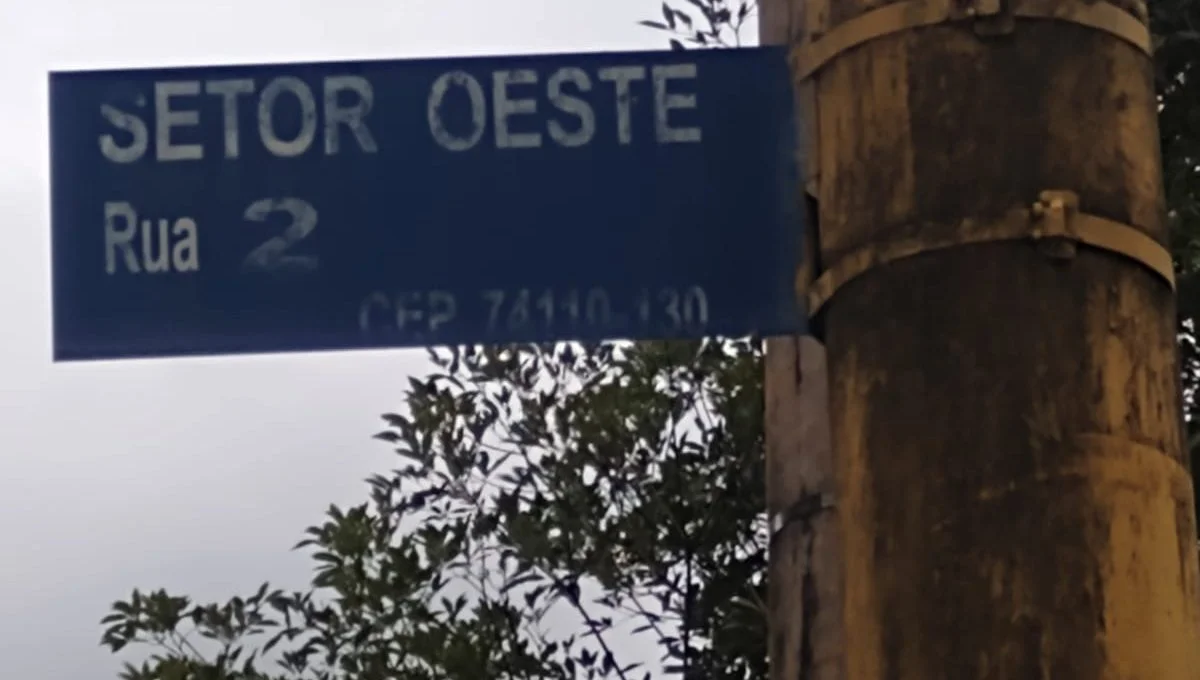 SETOR OESTE
Rua 2
CEP 74110-130